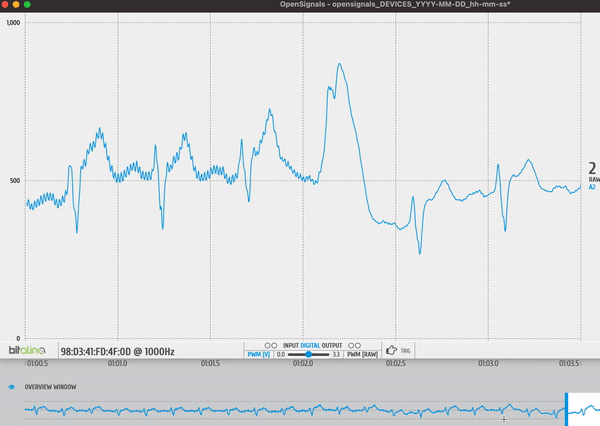 OpenSignals - opensignals_DEVICES_YYYY-MM-DD_hh-mm-ss*
1,000
500
0
2
RAW
A2
bitalino
98:D3:41:FD:4F:0D @ 1000Hz
INPUT DIGITAL OUTPUT
PWM [V] 0.0 3.3 PWM [RAW]
TRIG
01:00.5 01:01.0 01:01.5 01:02.0 01:02.5 01:03.0 01:03.5
OVERVIEW WINDOW